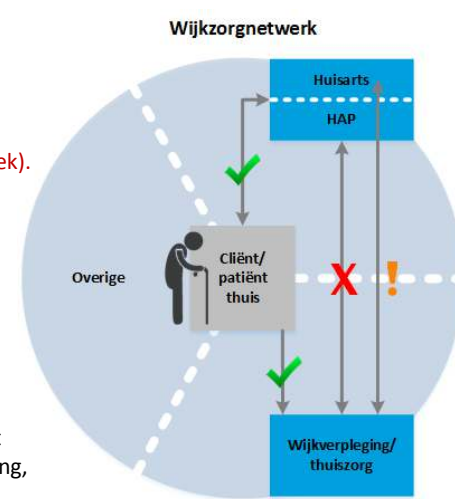 Wijkzorgnetwerk
Huisarts
HAP
ek).
Cliënt/
patiënt
thuis
Overige
X
!
Wijkverpleging/
thuiszorg
ng,